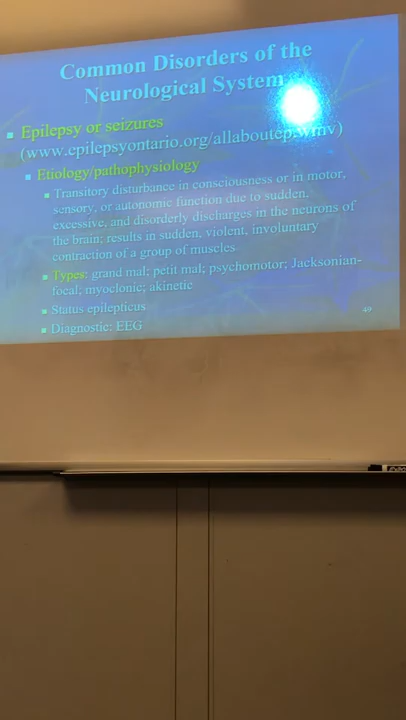 Common Disorders of the
Neurological System
Epilepsy or seizures
(www.epilepsyontario.org/allaboutep.wmv)
Etiology/pathophysiology
Transitory disturbance in consciousness or in motor,
sensory, or autonomic function due to sudden.
excessive, and disorderly discharges in the neurons of
the brain; results in sudden, violent, involuntary
contraction of a group of muscles
Types: grand mal; petit mal; psychomotor; Jacksonian-
focal; myoclonic; akinetic
Status epilepticus
Diagnostic: EEG
49